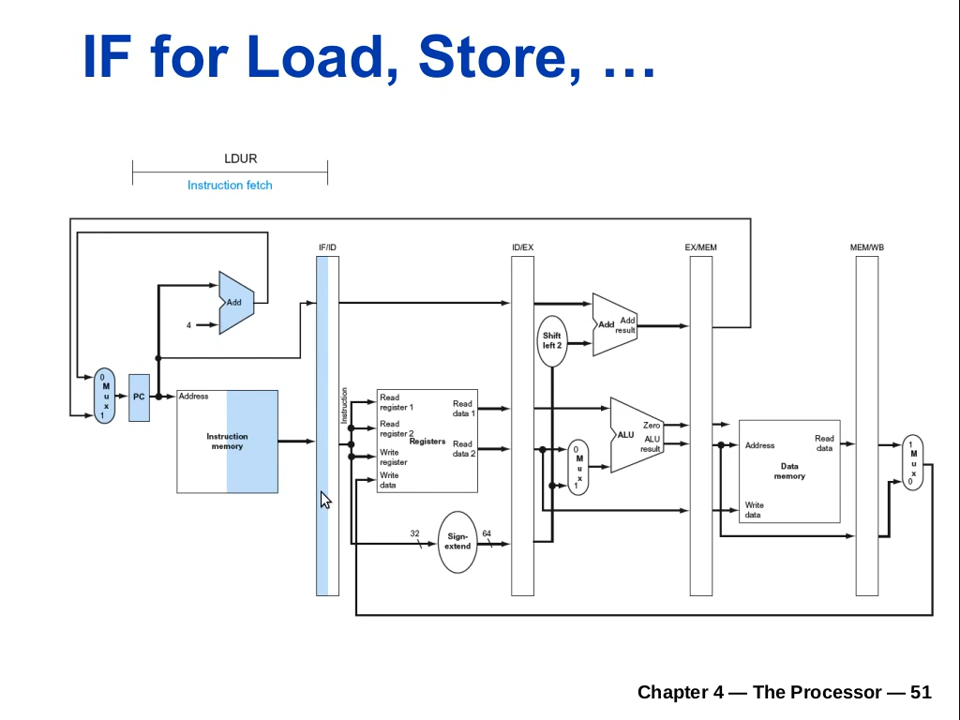 IF for Load, Store, …
LDUR
Instruction fetch
IF/ID
ID/EX
EX/MEM
MEM/WB
Add
4
Shift
left 2
Add
Add
result
0
M
u
x
1
PC
Address
Instruction
memory
Instruction
Read
register 1
Read
register 2
Write
register
Write
data
Registers
Read
data 1
Read
data 2
0
M
u
x
1
ALU
Zero
ALU
result
Address
Write
data
Data
memory
Read
data
1
M
u
x
0
32
Sign-
extend
64
Chapter 4 — The Processor — 51